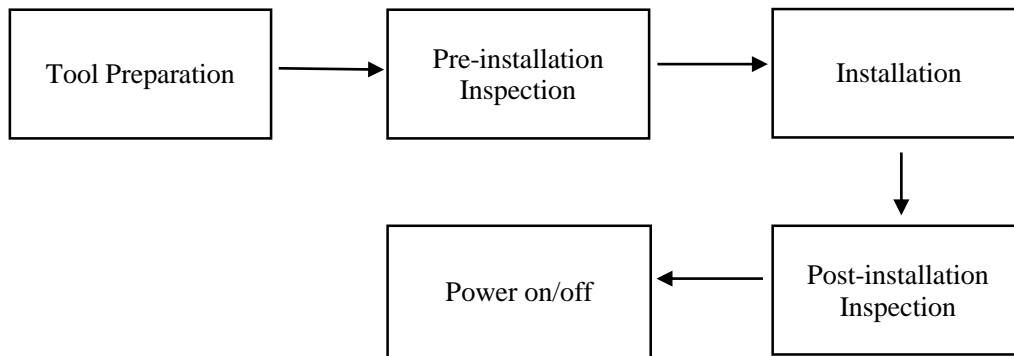 Tool Preparation
Pre-installation
Inspection
Installation
Post-installation
Inspection
Power on/off